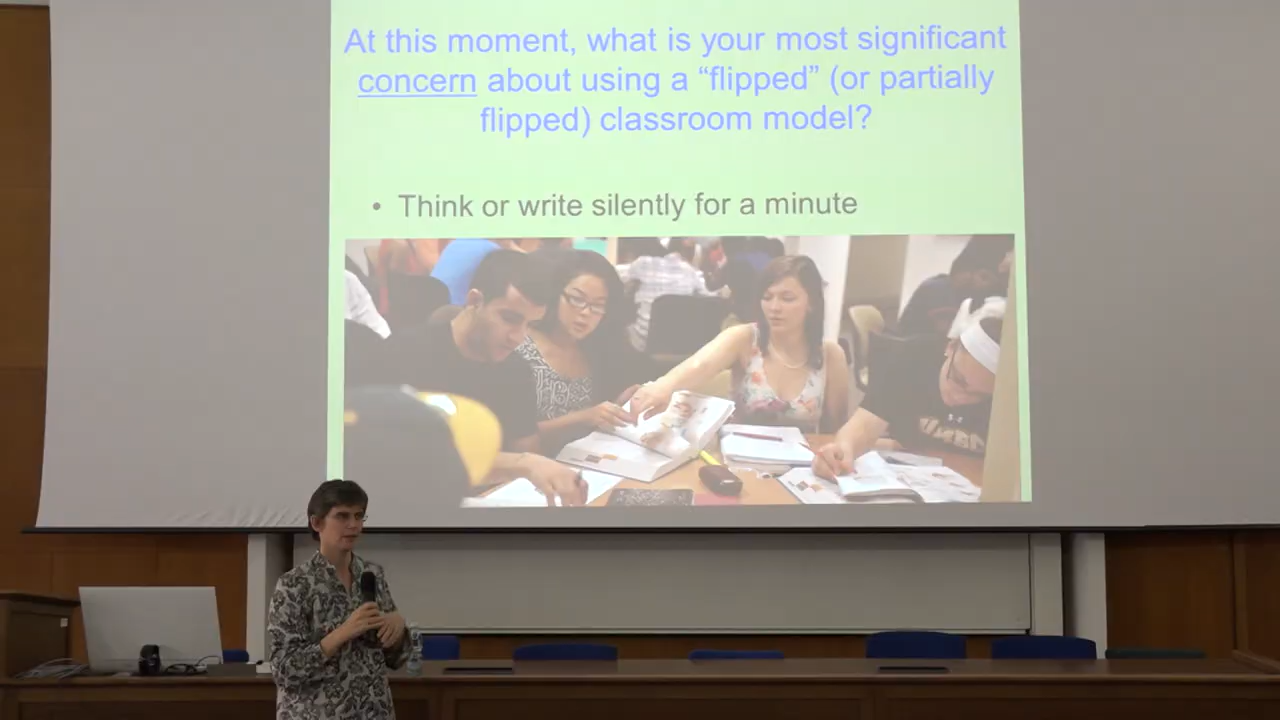 At this moment, what is your most significant
concern about using a “flipped” (or partially
flipped) classroom model?
• Think or write silently for a minute
UMBC